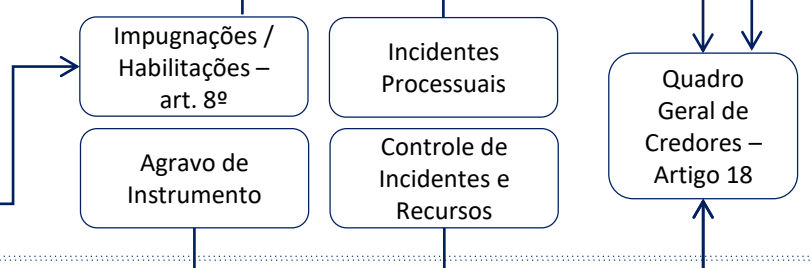 Impugnações /
Habilitações –
art. 8º
Incidentes
Processuais
Quadro
Geral de
Credores –
Artigo 18
Agravo de
Instrumento
Controle de
Incidentes e
Recursos